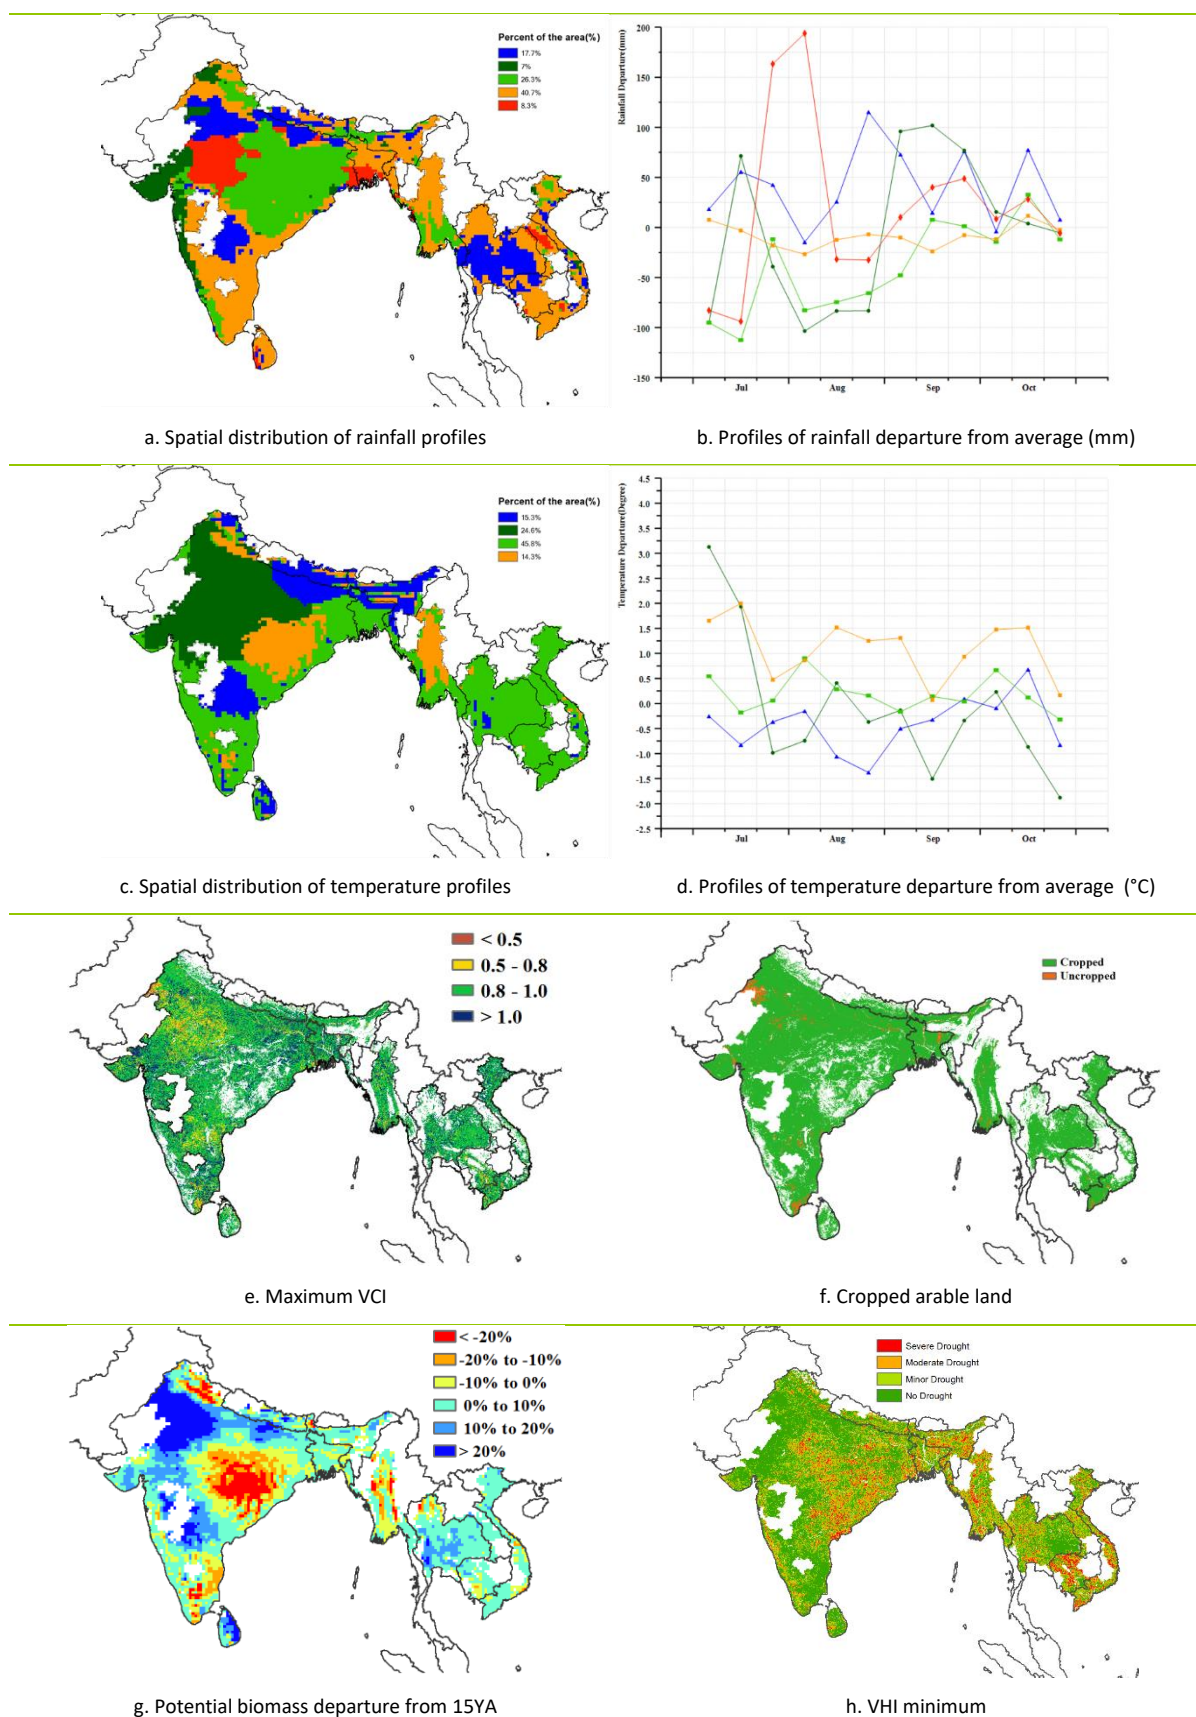 Percent of the area(%)
17.7%
7%
26.3%
40.7%
8.3%
Rainfall Departure(mm)
200
150
100
50
0
-50
-100
-150
Jul
Aug
Sep
Oct
a. Spatial distribution of rainfall profiles
b. Profiles of rainfall departure from average (mm)
Percent of the area(%)
15.3%
24.6%
45.8%
14.3%
Temperature Departure(Degree)
4.5
4.0
3.5
3.0
2.5
2.0
1.5
1.0
0.5
0.0
-0.5
-1.0
-1.5
-2.0
-2.5
Jul
Aug
Sep
Oct
c. Spatial distribution of temperature profiles
d. Profiles of temperature departure from average (°C)
< 0.5
0.5 - 0.8
0.8 - 1.0
> 1.0
Cropped
Uncropped
e. Maximum VCI
f. Cropped arable land
< -20%
-20% to -10%
-10% to 0%
0% to 10%
10% to 20%
> 20%
Severe Drought
Moderate Drought
Minor Drought
No Drought
g. Potential biomass departure from 15YA
h. VHI minimum